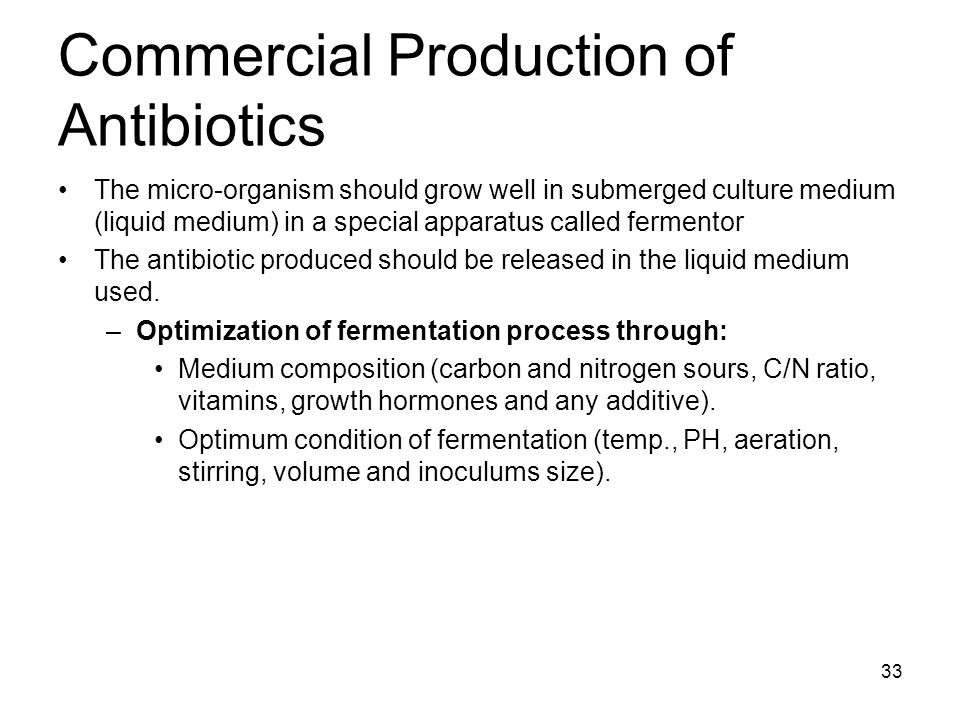 Commercial Production of
Antibiotics
• The micro-organism should grow well in submerged culture medium
(liquid medium) in a special apparatus called fermentor
• The antibiotic produced should be released in the liquid medium
used.
– Optimization of fermentation process through:
• Medium composition (carbon and nitrogen sours, C/N ratio,
vitamins, growth hormones and any additive).
• Optimum condition of fermentation (temp., PH, aeration,
stirring, volume and inoculums size).
33